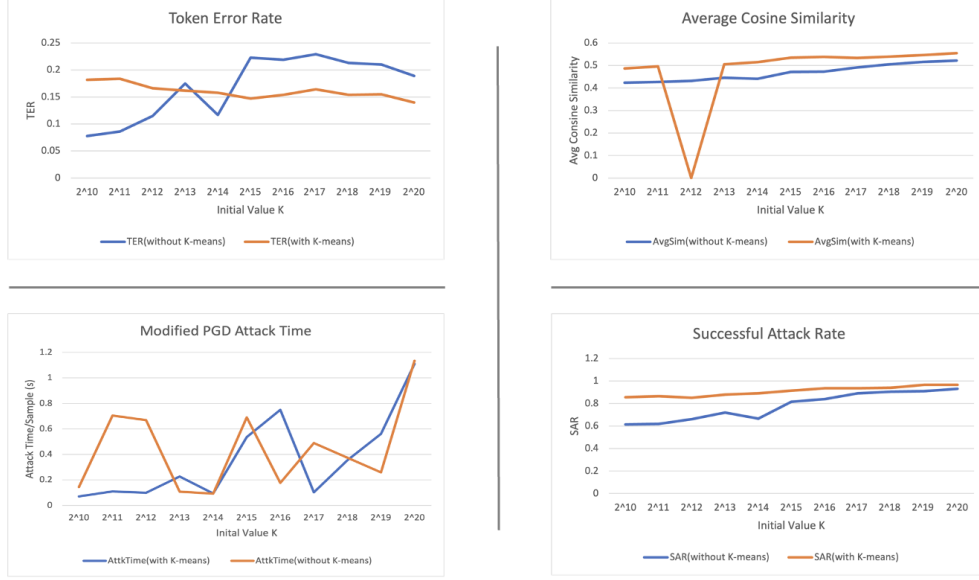 Token Error Rate
0.25
0.2
0.15
0.1
0.05
0
TER
2^10 2^11 2^12 2^13 2^14 2^15 2^16 2^17 2^18 2^19 2^20
Initial Value K
TER(without K-means) TER(with K-means)
Average Cosine Similarity
0.6
0.5
0.4
0.3
0.2
0.1
0
Avg Consine Similarity
2^10 2^11 2^12 2^13 2^14 2^15 2^16 2^17 2^18 2^19 2^20
Initial Value K
AvgSim(without K-means) AvgSim(with K-means)
Modified PGD Attack Time
1.2
1
0.8
0.6
0.4
0.2
0
Attack Time/Sample (s)
2^10 2^11 2^12 2^13 2^14 2^15 2^16 2^17 2^18 2^19 2^20
Inital Value K
AttkTime(with K-means) AttkTime(without K-means)
Successful Attack Rate
1.2
1
0.8
0.6
0.4
0.2
0
SAR
2^10 2^11 2^12 2^13 2^14 2^15 2^16 2^17 2^18 2^19 2^20
Initial Value K
SAR(without K-means) SAR(with K-means)